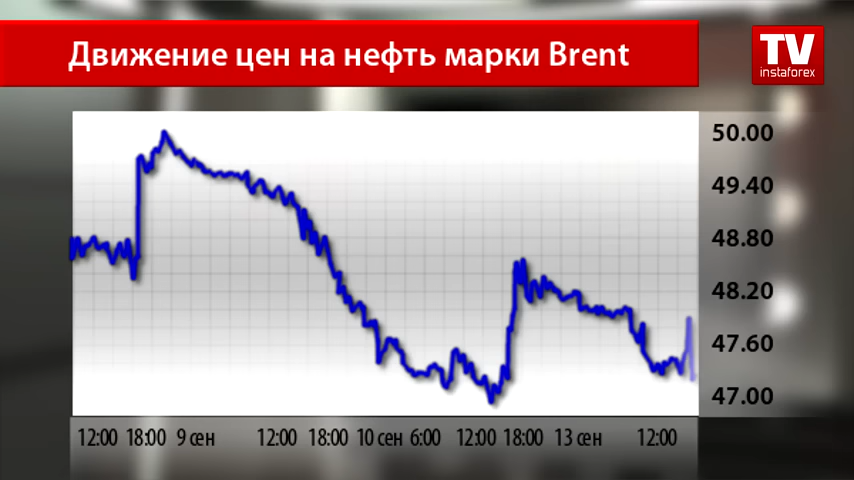 Движение цен на нефть марки Brent
TV
instaforex
50.00
49.40
48.80
48.20
47.60
47.00
12:00 18:00 9 сен 12:00 18:00 10 сен 6:00 12:00 18:00 13 сен 12:00